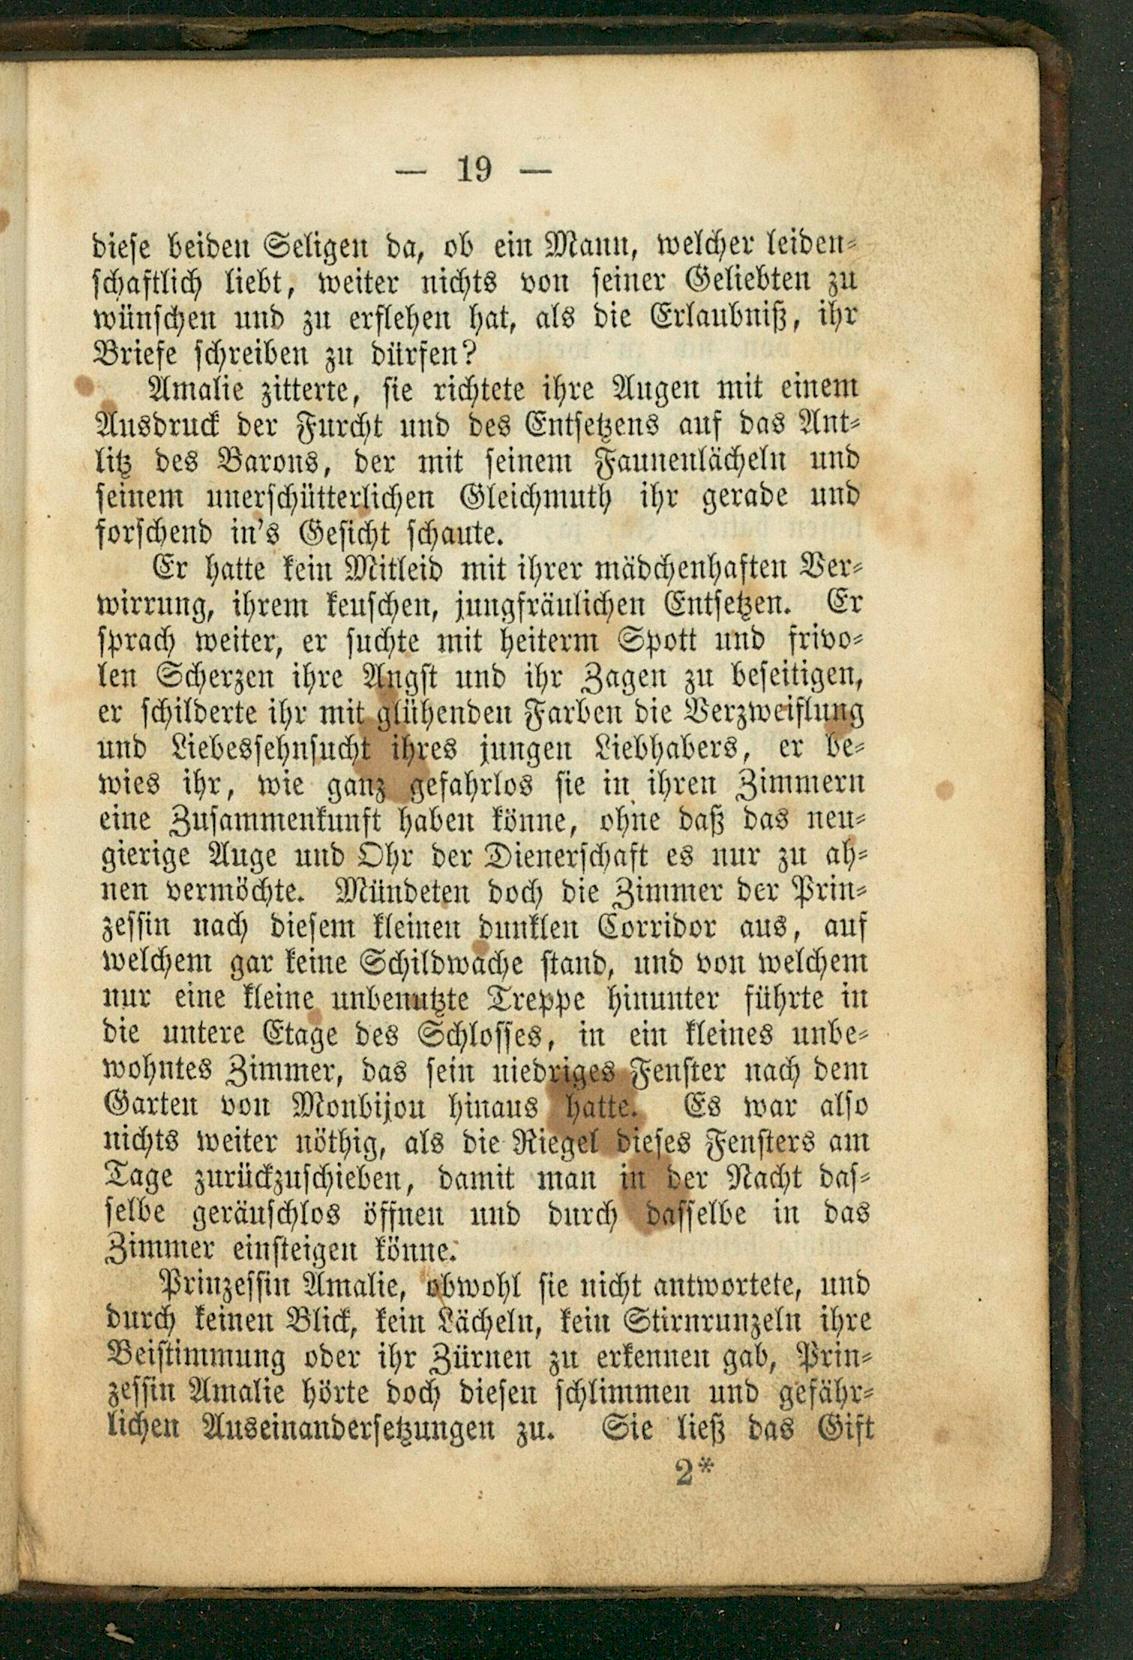 — 19 —
diese beiden Seligen da, ob ein Mann, welcher leiden-
schaftlich liebt, weiter nichts von seiner Geliebten zu
wünschen und zu erflehen hat, als die Erlaubniß, ihr
Briefe schreiben zu dürfen?
Amalie zitterte, sie richtete ihre Augen mit einem
Ausdruck der Furcht und des Entsetzens auf das Ant-
litz des Barons, der mit seinem Faunenlächeln und
seinem unerschütterlichen Gleichmuth ihr gerade und
forschend in's Gesicht schaute.
Er hatte kein Mitleid mit ihrer mädchenhaften Ver-
wirrung, ihrem keuschen, jungfräulichen Entsetzen. Er
sprach weiter, er suchte mit heiterm Spott und frivo-
len Scherzen ihre Angst und ihr Zagen zu beseitigen,
er schilderte ihr mit glühenden Farben die Verzweiflung
und Liebessehnsucht ihres jungen Liebhabers, er be-
wies ihr, wie ganz gefahrlos sie in ihren Zimmern
eine Zusammenkunft haben könne, ohne daß das neu-
gierige Auge und Ohr der Dienerschaft es nur zu ah-
nen vermöchte. Mündeten doch die Zimmer der Prin-
zessin nach diesem kleinen dunklen Corridor aus, auf
welchem gar keine Schildwache stand, und von welchem
nur eine kleine unbenutzte Treppe hinunter führte in
die untere Etage des Schlosses, in ein kleines unbe-
wohntes Zimmer, das sein niedriges Fenster nach dem
Garten von Monbijou hinaus hatte. Es war also
nichts weiter nöthig, als die Riegel dieses Fensters am
Tage zurückzuschieben, damit man in der Nacht das-
selbe geräuschlos öffnen und durch dasselbe in das
Zimmer einsteigen könne.
Prinzessin Amalie, obwohl sie nicht antwortete, und
durch keinen Blick, kein Lächeln, kein Stirnrunzeln ihre
Beistimmung oder ihr Zürnen zu erkennen gab, Prin-
zessin Amalie hörte doch diesen schlimmen und gefähr-
lichen Auseinandersetzungen zu. Sie ließ das Gift
2*